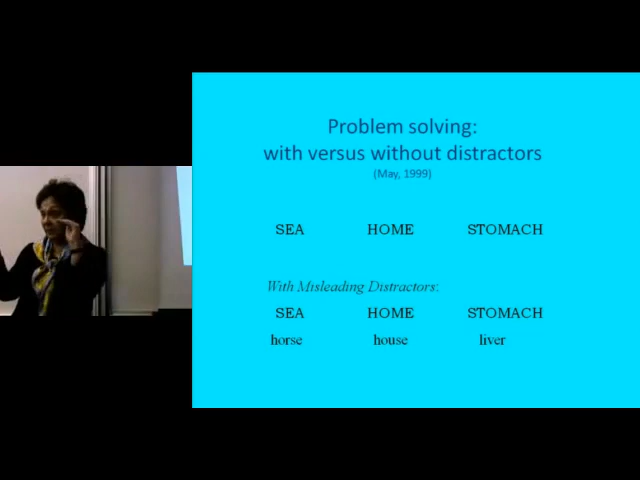 Problem solving:
with versus without distractors
(May, 1999)
SEA HOME STOMACH
With Misleading Distractors:
SEA HOME STOMACH
horse house liver